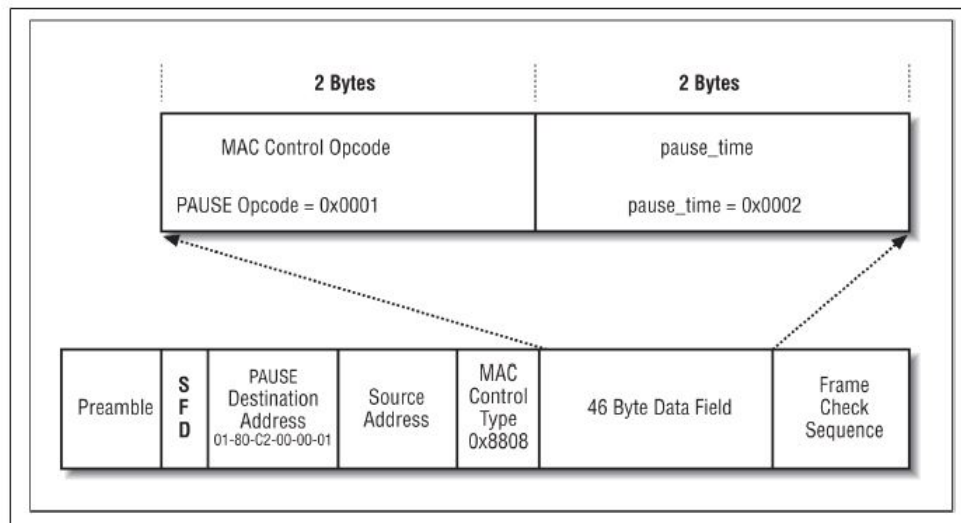 2 Bytes
2 Bytes
MAC Control Opcode
PAUSE Opcode = 0x0001
pause_time
pause_time = 0x0002
Preamble
S
F
D
PAUSE
Destination
Address
01-80-C2-00-00-01
Source
Address
MAC
Control
Type
0x8808
46 Byte Data Field
Frame
Check
Sequence